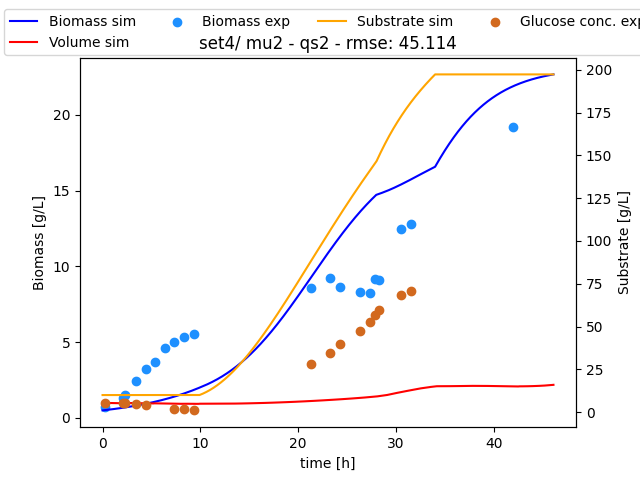 Biomass sim Biomass exp Substrate sim Glucose conc. exp
Volume sim
set4/ mu2 - qs2 - rmse: 45.114
Biomass [g/L]
20
15
10
5
0
0 10 20 30 40
time [h]
200
175
150
125
100
75
50
25
0
Substrate [g/L]